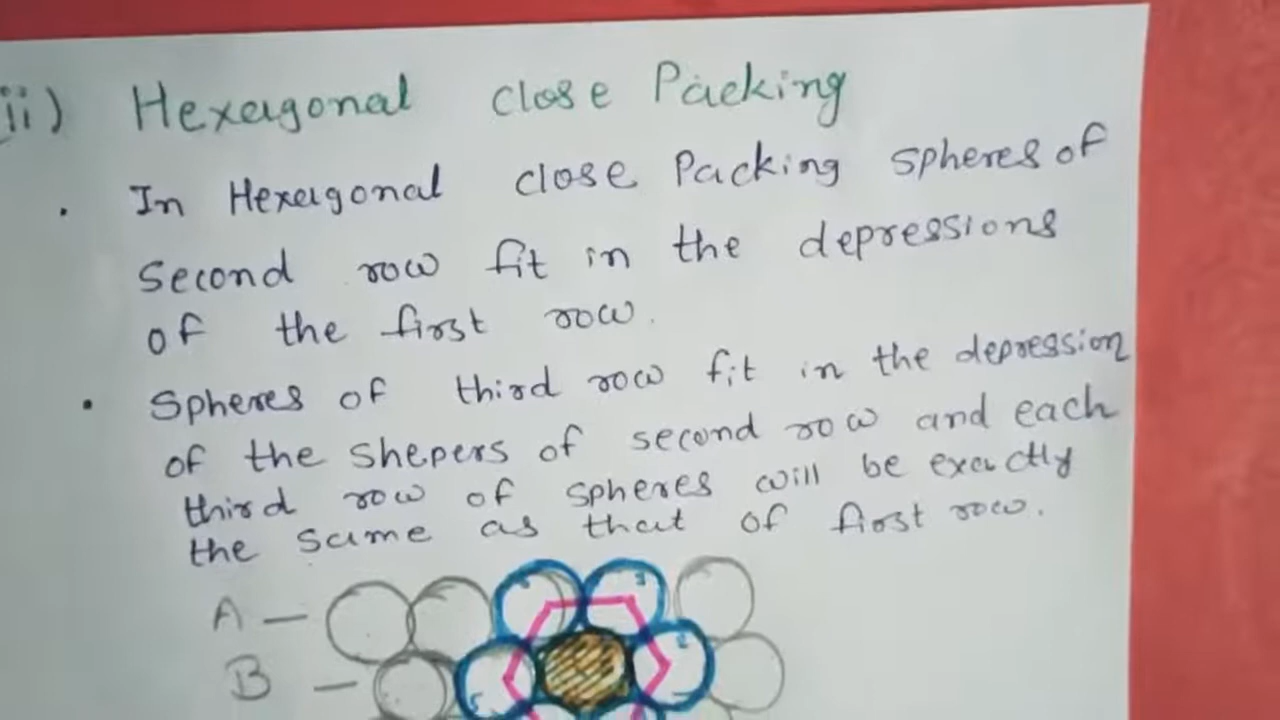 ii) Hexagonal close Packing
. In Hexagonal close Packing spheres of
Second row fit in the depressions
of the first row.
• Spheres of third row fit in the depression
of the shepers of second row and each
third row of spheres will be exactly
the same as that of first row.
A —
B —